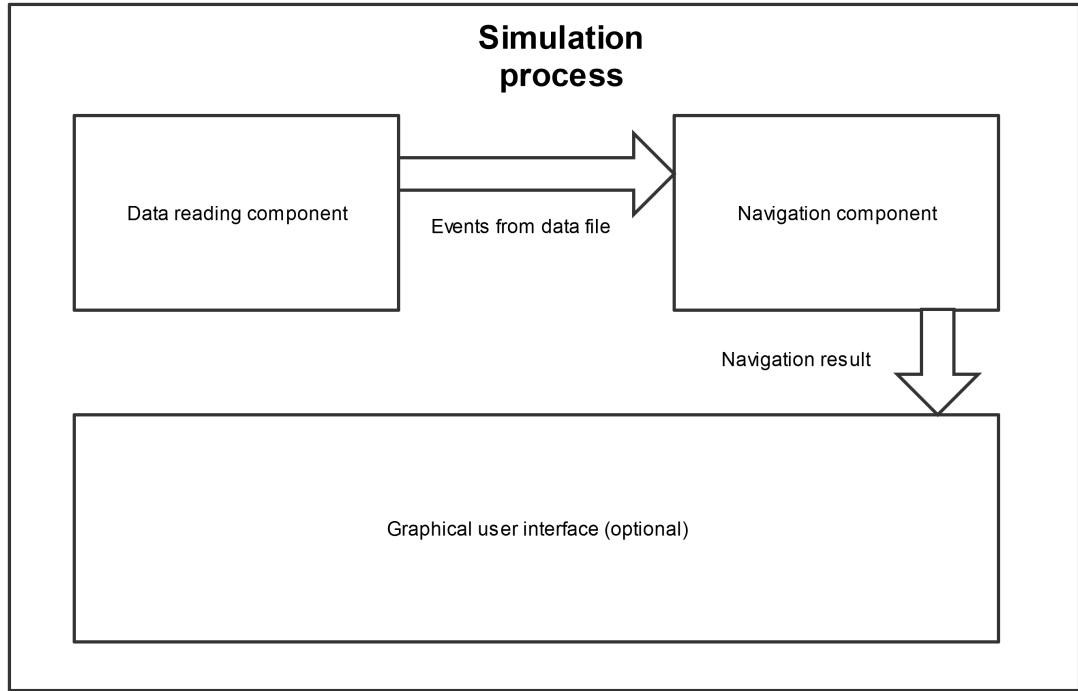 Simulation
process
Data reading component
Events from data file
Navigation component
Navigation result
Graphical user interface (optional)